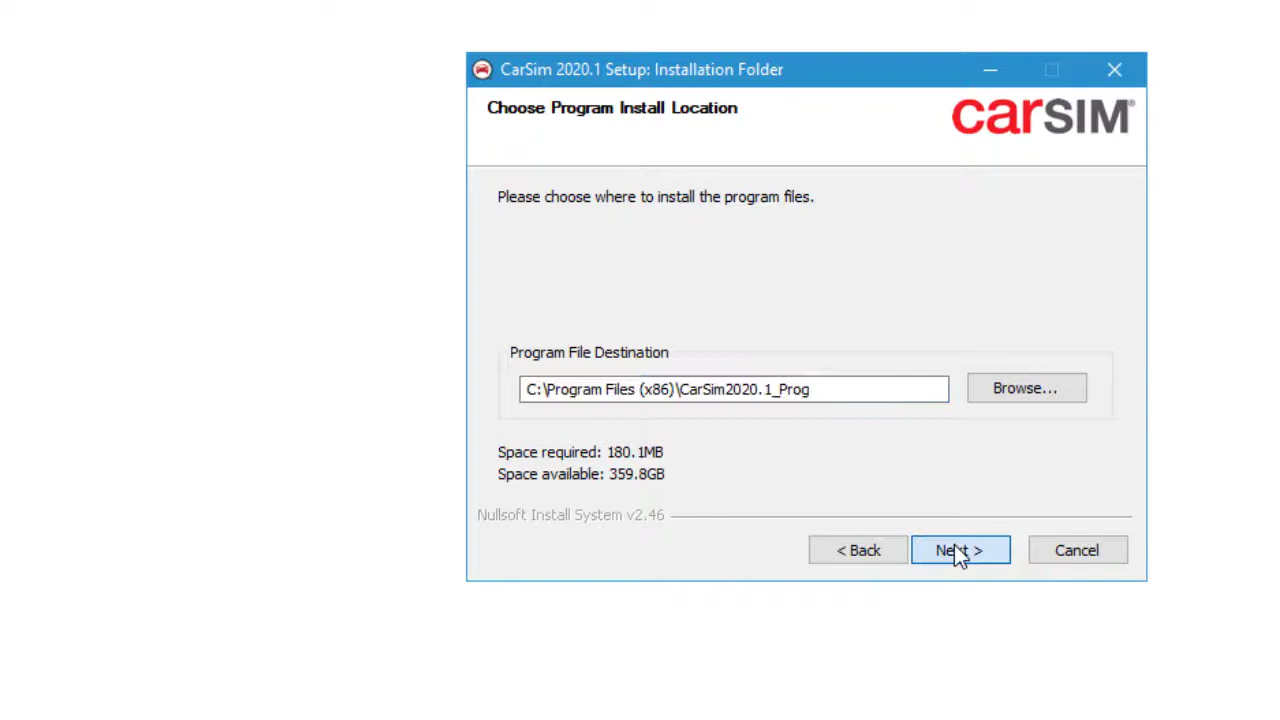 CarSim 2020.1 Setup: Installation Folder
Choose Program Install Location
carSIM®
Please choose where to install the program files.
Program File Destination
C:\Program Files (x86)\CarSim2020.1_Prog
Browse...
Space required: 180.1MB
Space available: 359.8GB
Nullsoft Install System v2.46
< Back
Next >
Cancel